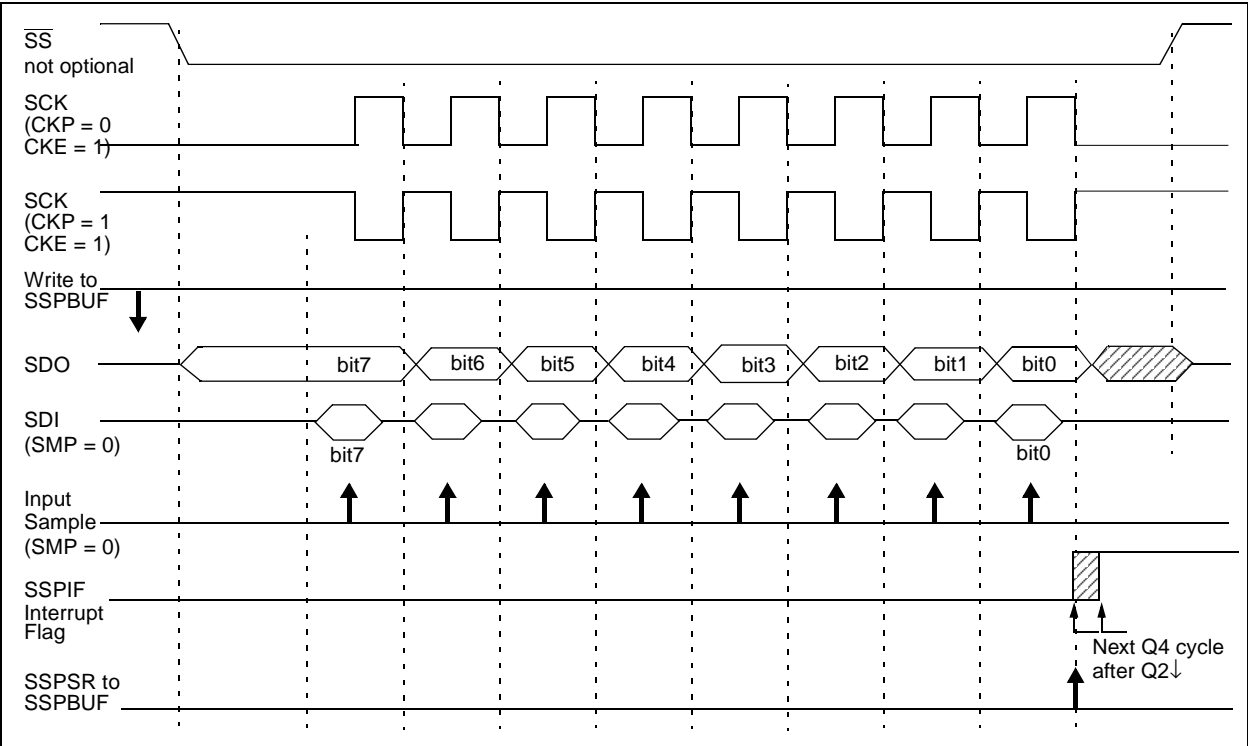 SS
not optional
SCK
(CKP = 0
CKE = 1)
SCK
(CKP = 1
CKE = 1)
Write to
SSPBUF
SDO
bit7 bit6 bit5 bit4 bit3 bit2 bit1 bit0
SDI
(SMP = 0)
bit7 bit0
Input
Sample
(SMP = 0)
SSPIF
Interrupt
Flag
Next Q4 cycle
after Q2↓
SSPSR to
SSPBUF